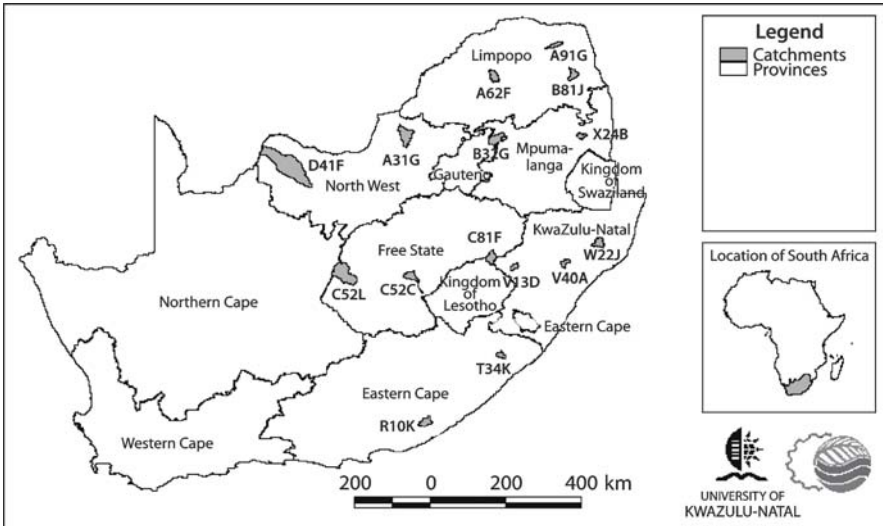 Legend
Catchments
Provinces
Limpopo
A91G
A62F
B81J
X24B
D41F
A31G
B32G
Mpuma-
langa
North West
Gauteng
Kingdom
of
Swaziland
C81F
KwaZulu-Natal
Free State
W22J
V13D
V40A
C52L
C52C
Kingdom
of
Lesotho
Northern Cape
Eastern Cape
T34K
Eastern Cape
R10K
Western Cape
200 0 200 400 km
Location of South Africa
UNIVERSITY OF
KWAZULU-NATAL